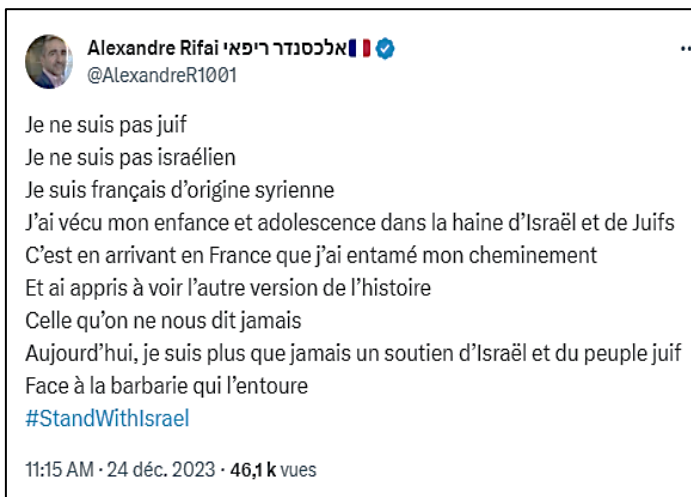 Alexandre Rifai אלכסנדר ריפאי
@AlexandreR1001
Je ne suis pas juif
Je ne suis pas israélien
Je suis français d’origine syrienne
J’ai vécu mon enfance et adolescence dans la haine d’Israël et de Juifs
C’est en arrivant en France que j’ai entamé mon cheminement
Et ai appris à voir l’autre version de l’histoire
Celle qu’on ne nous dit jamais
Aujourd’hui, je suis plus que jamais un soutien d’Israël et du peuple juif
Face à la barbarie qui l’entoure
#StandWithIsrael
11:15 AM · 24 déc. 2023 · 46,1 k vues